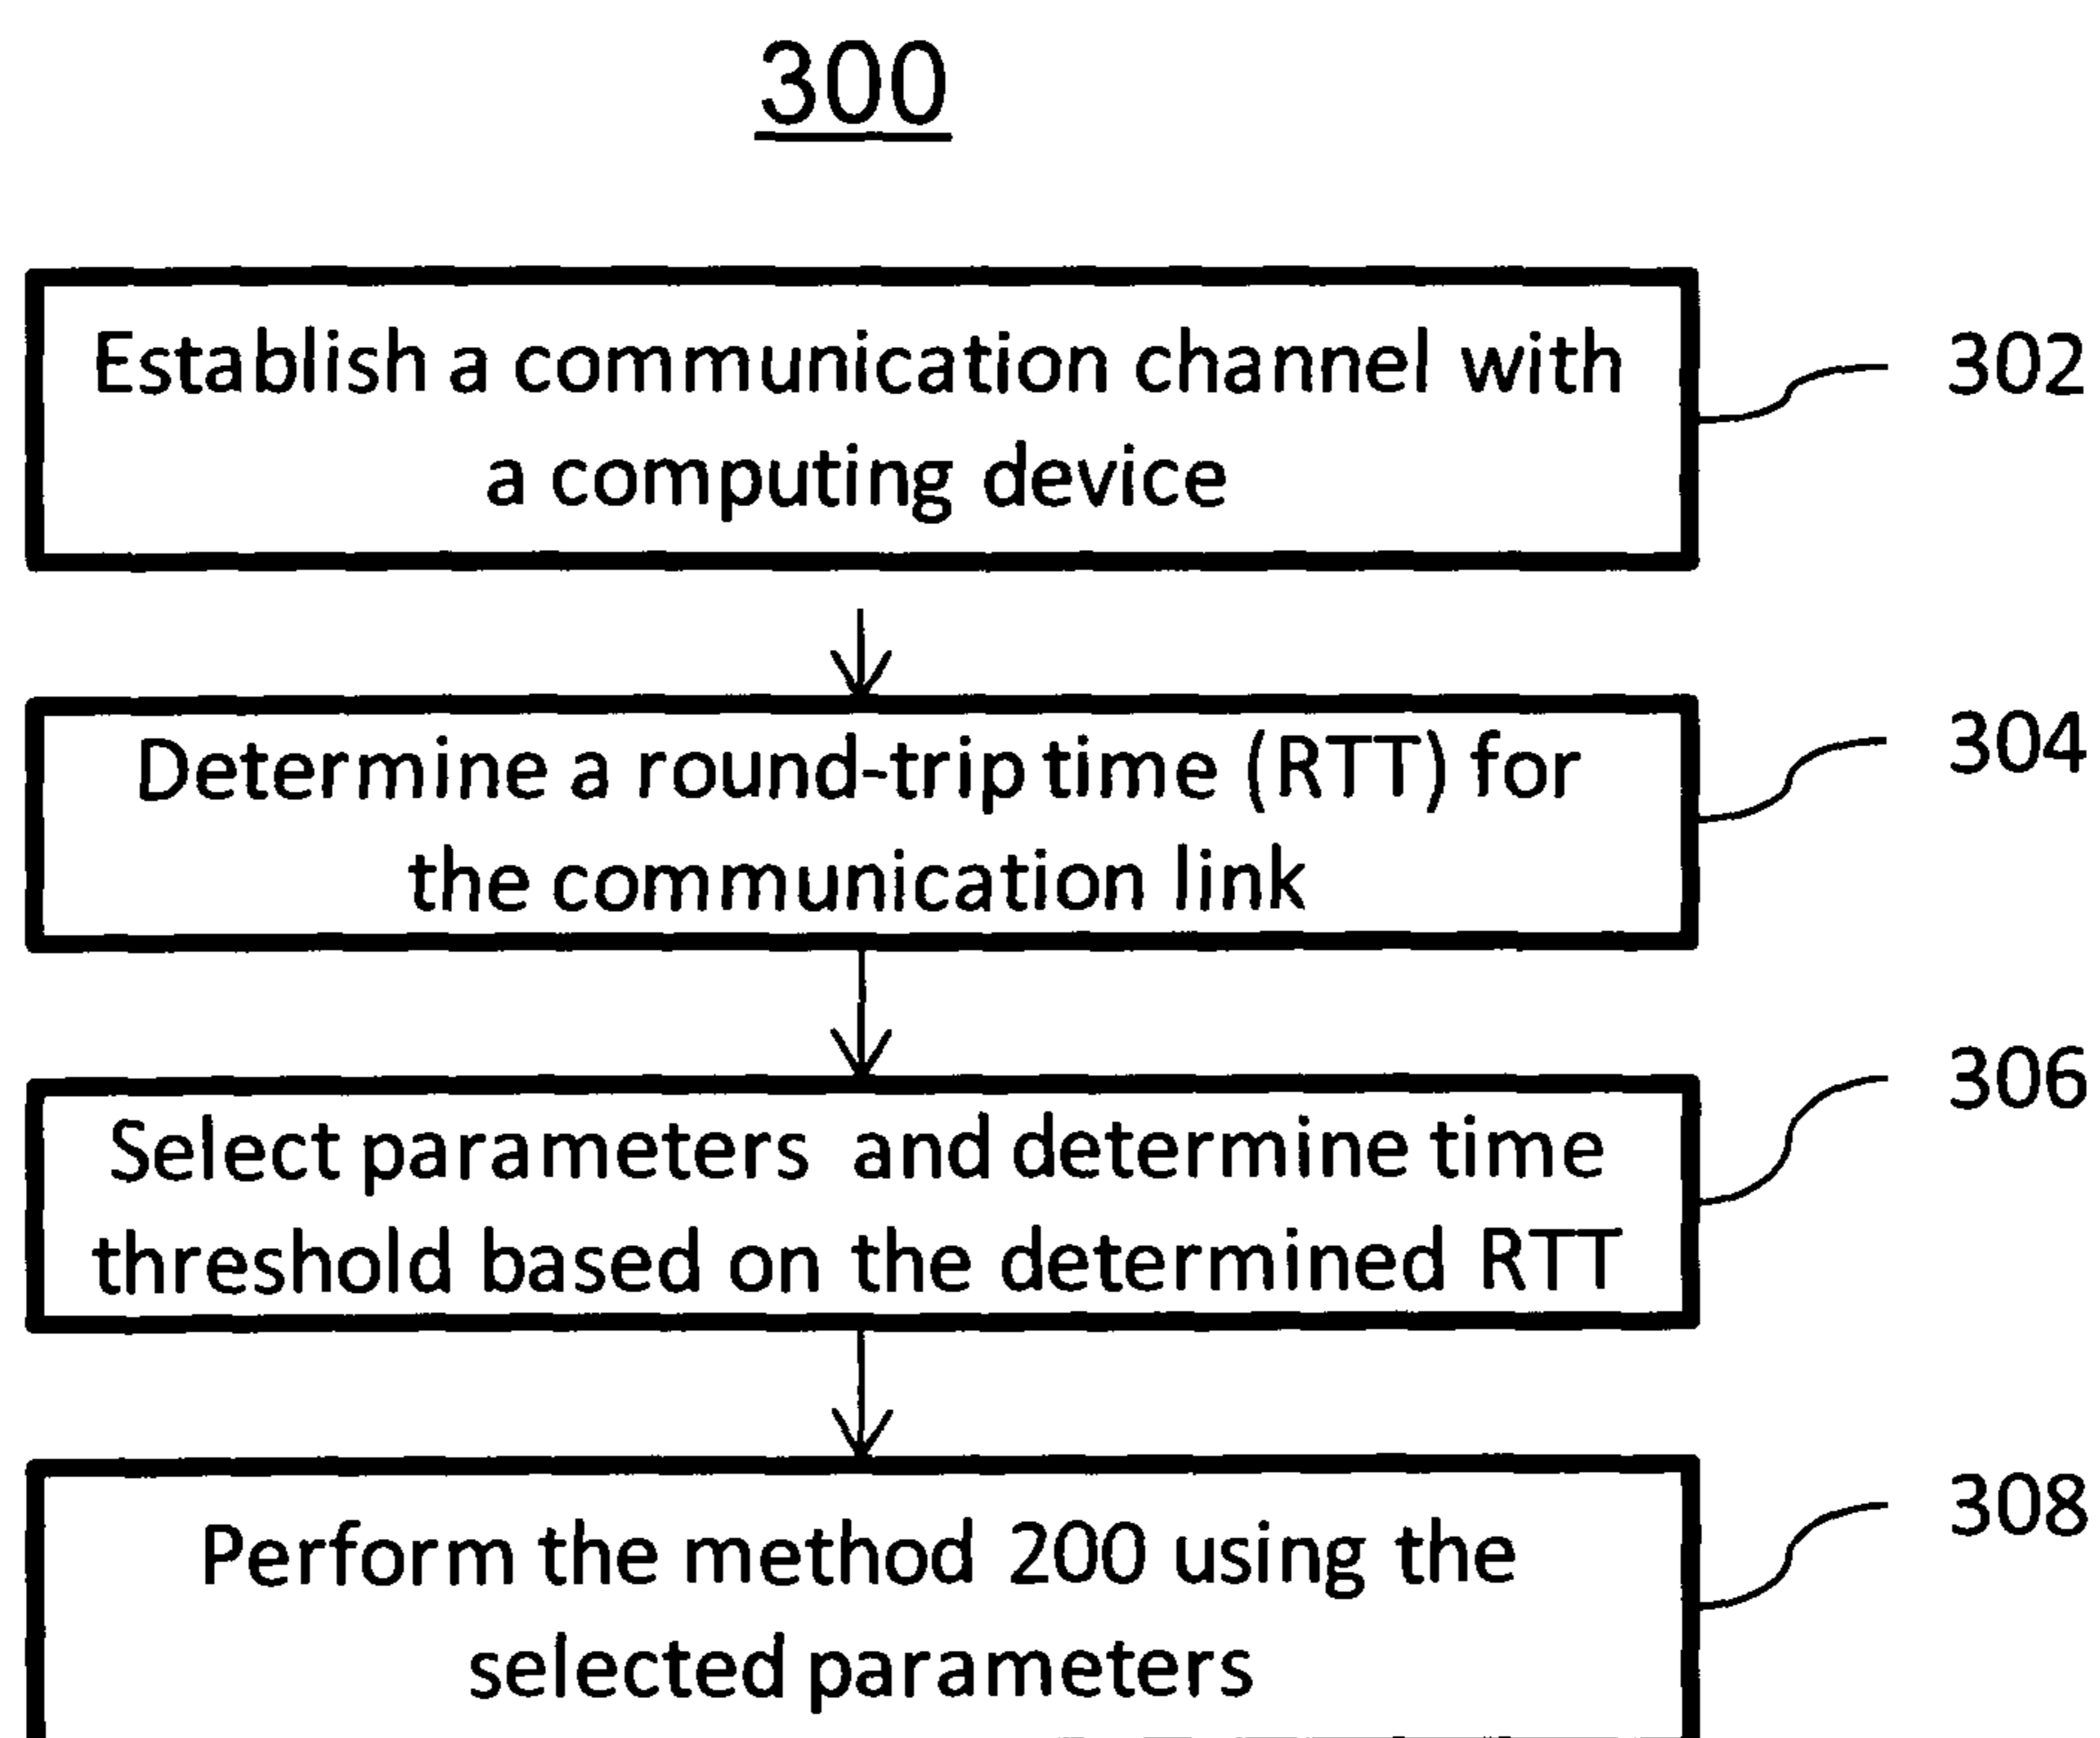 300
Establish a communication channel with
a computing device
302
Determine a round-trip time (RTT) for
the communication link
304
Select parameters and determine time
threshold based on the determined RTT
306
Perform the method 200 using the
selected parameters
308